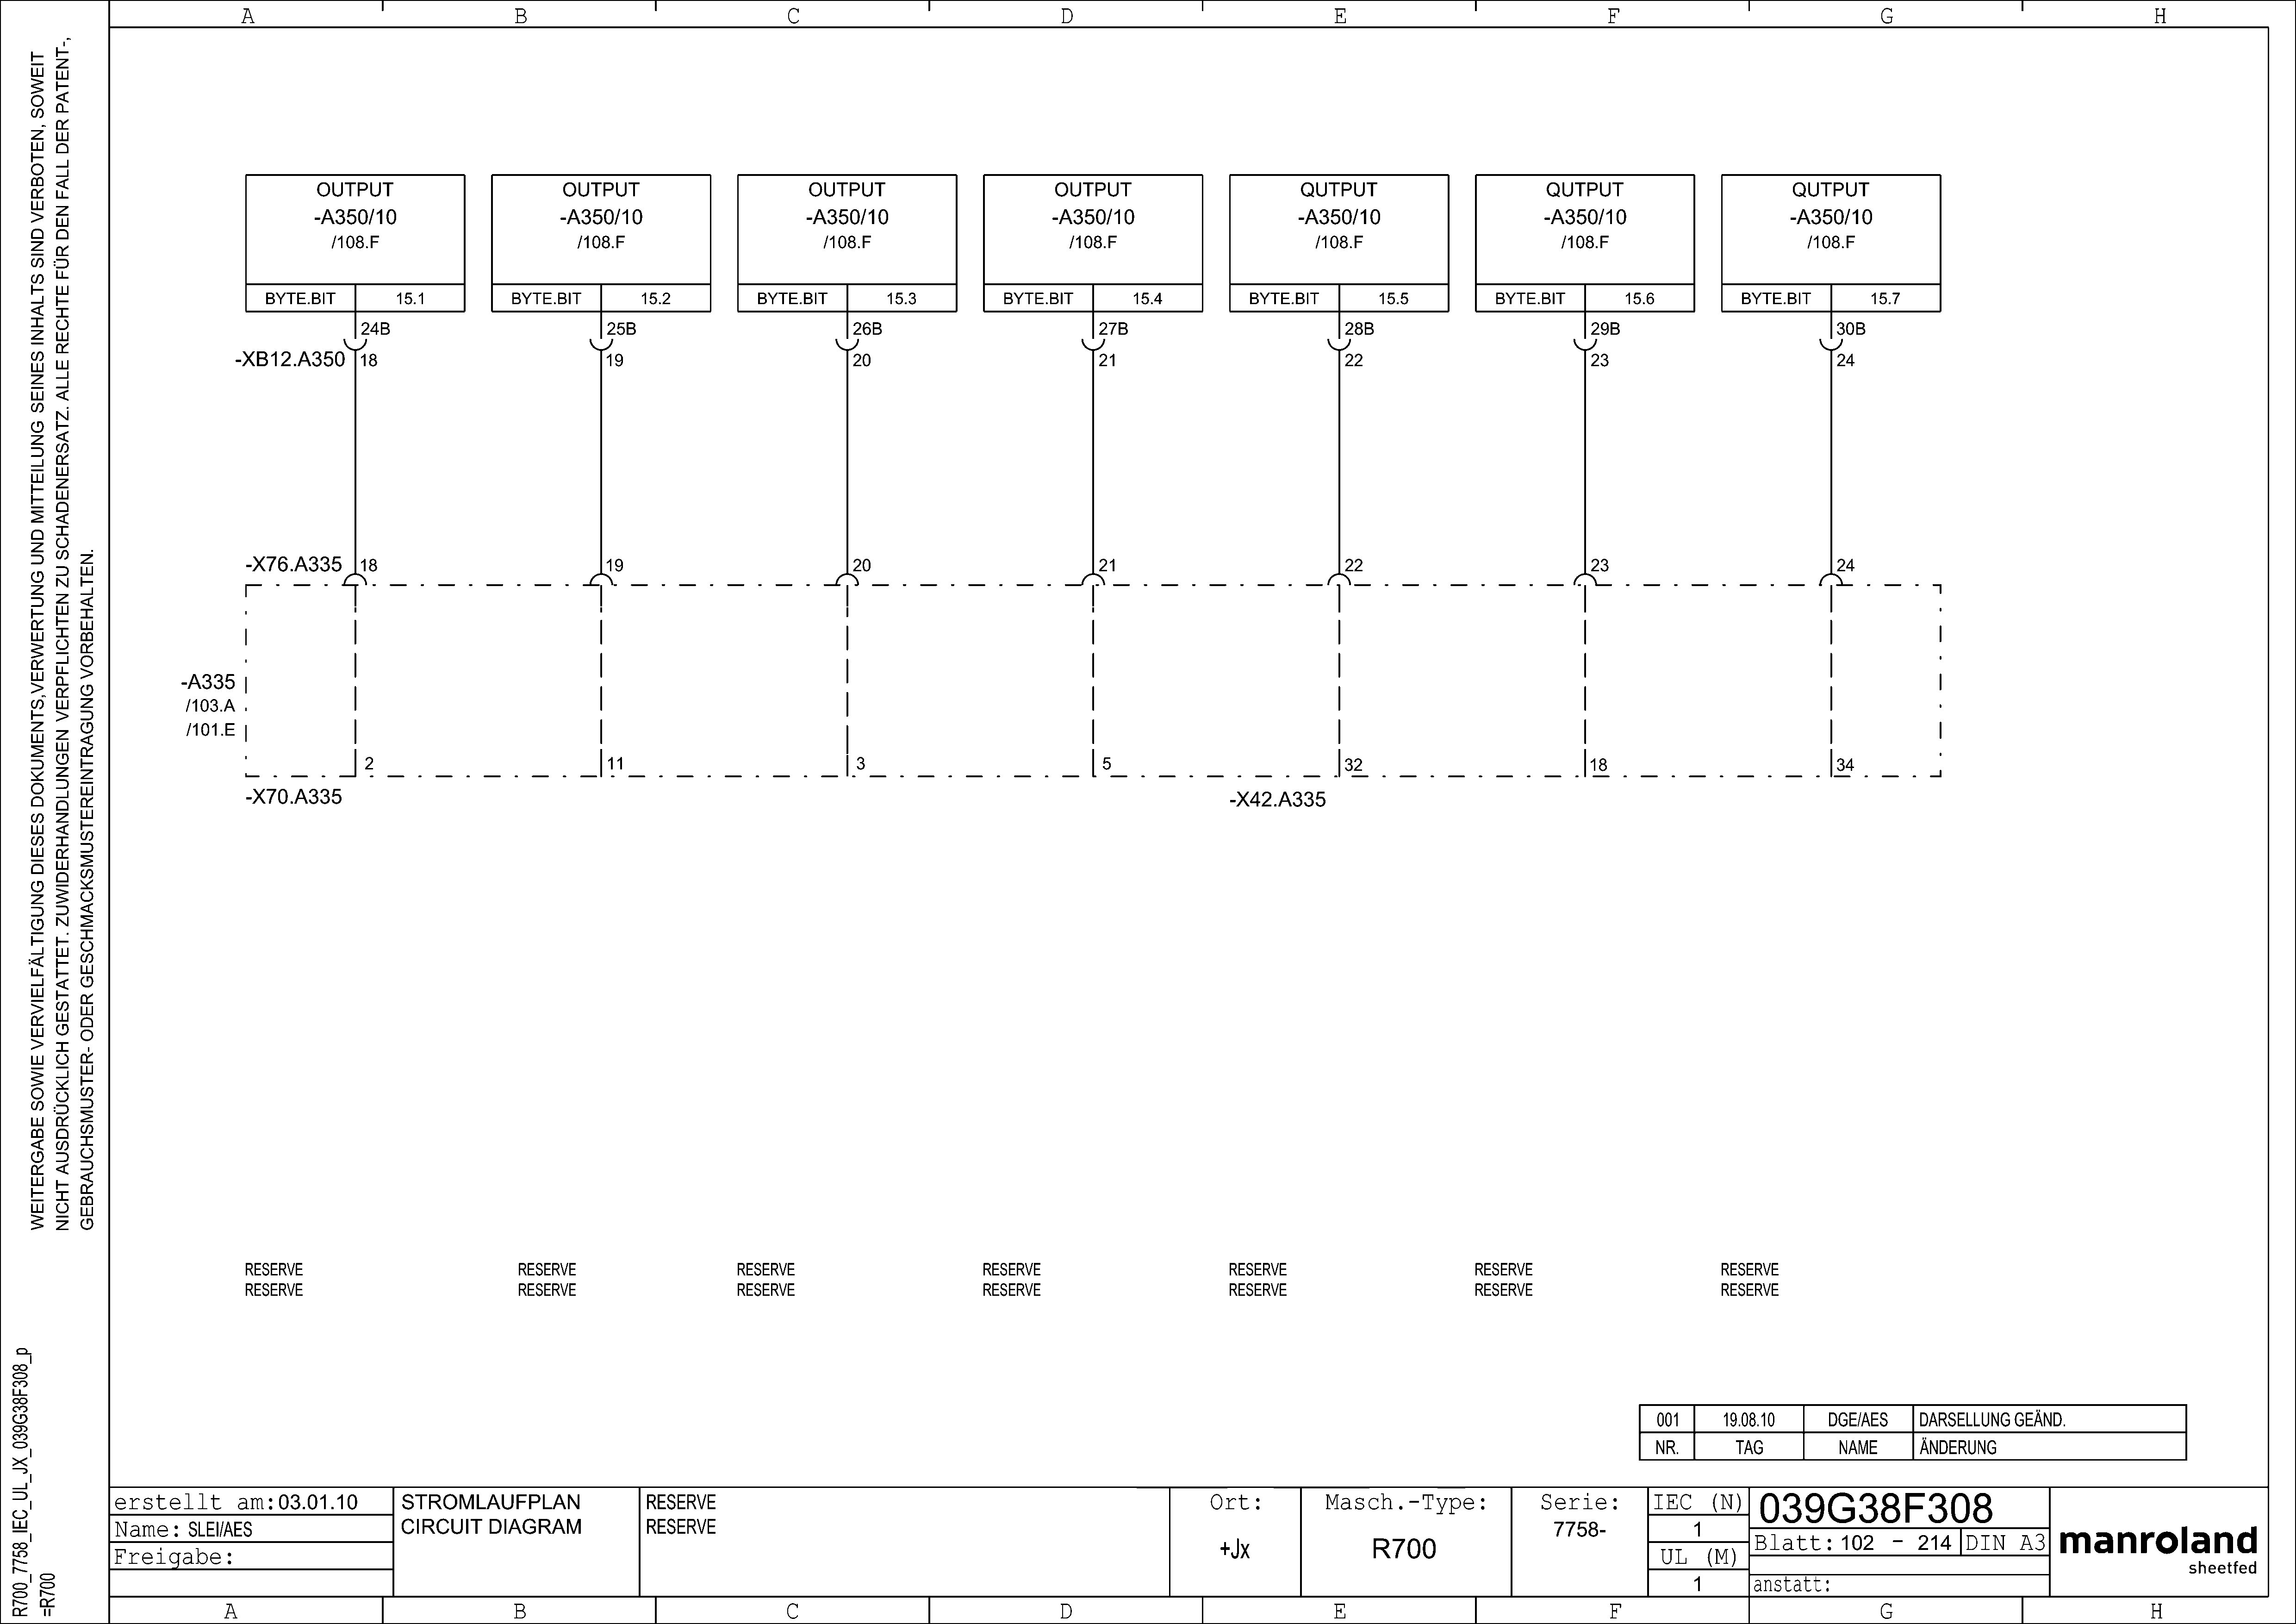 A B C D E F G H
WEITERGABE SOWIE VERVIELFÄLTIGUNG DIESES DOKUMENTS,VERWERTUNG UND MITTEILUNG SEINES INHALTS SIND VERBOTEN, SOWEIT
NICHT AUSDRÜCKLICH GESTATTET. ZUWIDERHANDLUNGEN VERPFLICHTEN ZU SCHADENERSATZ. ALLE RECHTE FÜR DEN FALL DER PATENT-,
GEBRAUCHSMUSTER- ODER GESCHMACKSMUSTEREINTRAGUNG VORBEHALTEN.
OUTPUT OUTPUT OUTPUT OUTPUT QUTPUT QUTPUT QUTPUT
-A350/10 -A350/10 -A350/10 -A350/10 -A350/10 -A350/10 -A350/10
/108.F /108.F /108.F /108.F /108.F /108.F /108.F
BYTE.BIT 15.1 BYTE.BIT 15.2 BYTE.BIT 15.3 BYTE.BIT 15.4 BYTE.BIT 15.5 BYTE.BIT 15.6 BYTE.BIT 15.7
24B 25B 26B 27B 28B 29B 30B
-XB12.A350 18 19 20 21 22 23 24
-X76.A335 18 19 20 21 22 23 24
-A335
/103.A
/101.E
2 11 3 5 32 18 34
-X70.A335 -X42.A335
RESERVE RESERVE RESERVE RESERVE RESERVE RESERVE RESERVE
RESERVE RESERVE RESERVE RESERVE RESERVE RESERVE RESERVE
001 19.08.10 DGE/AES DARSELLUNG GEÄND.
NR. TAG NAME ÄNDERUNG
R700_7758_IEC_UL_JX_039G38F308_p
=R700
erstellt am: 03.01.10
Name: SLEI/AES
Freigabe:
STROMLAUFPLAN
CIRCUIT DIAGRAM
RESERVE
RESERVE
Ort:
+Jx
Masch.-Type:
R700
Serie:
7758-
IEC (N)
1
UL (M)
1
039G38F308
Blatt: 102 - 214 DIN A3
anstatt:
manroland
sheetfed
A B C D E F G H